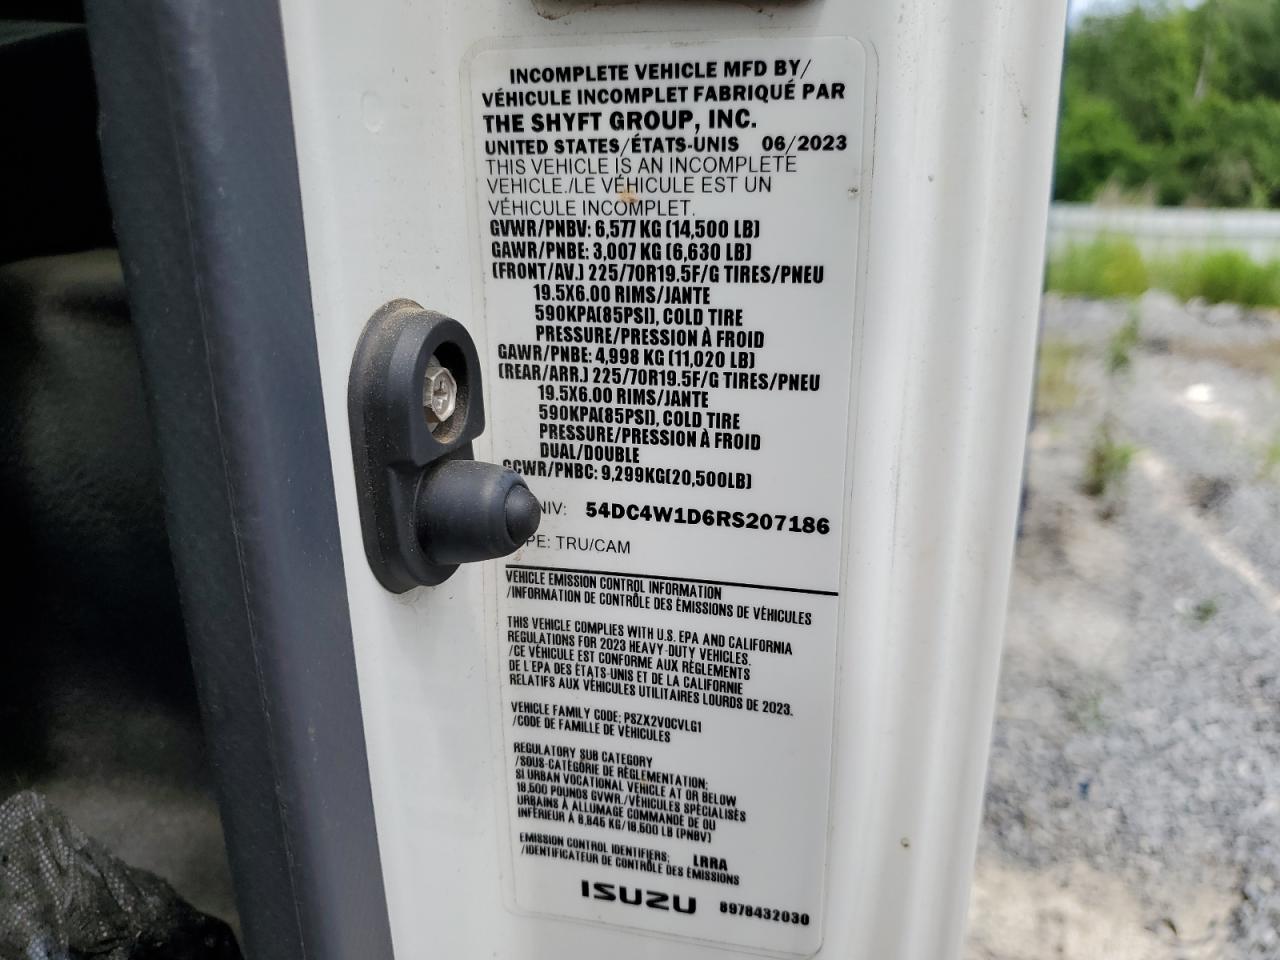 INCOMPLETE VEHICLE MFD BY/
VÉHICULE INCOMPLET FABRIQUÉ PAR
THE SHYFT GROUP, INC.
UNITED STATES/ÉTATS-UNIS 06/2023
THIS VEHICLE IS AN INCOMPLETE
VEHICLE./LE VÉHICULE EST UN
VÉHICULE INCOMPLET.
GVWR/PNBV: 6,577 KG (14,500 LB)
GAWR/PNBE: 3,007 KG (6,630 LB)
(FRONT/AV.) 225/70R19.5F/G TIRES/PNEU
19.5X6.00 RIMS/JANTE
590KPA(85PSI), COLD TIRE
PRESSURE/PRESSION À FROID
GAWR/PNBE: 4,998 KG (11,020 LB)
(REAR/ARR.) 225/70R19.5F/G TIRES/PNEU
19.5X6.00 RIMS/JANTE
590KPA(85PSI), COLD TIRE
PRESSURE/PRESSION À FROID
DUAL/DOUBLE
GCWR/PNBC: 9,299KG(20,500LB)
NIV: 54DC4W1D6RS207186
PE: TRU/CAM
VEHICLE EMISSION CONTROL INFORMATION
/INFORMATION DE CONTRÔLE DES ÉMISSIONS DE VÉHICULES
THIS VEHICLE COMPLIES WITH U.S. EPA AND CALIFORNIA
REGULATIONS FOR 2023 HEAVY-DUTY VEHICLES.
/CE VÉHICULE EST CONFORME AUX RÈGLEMENTS
DE L'EPA DES ÉTATS-UNIS ET DE LA CALIFORNIE
RELATIFS AUX VÉHICULES UTILITAIRES LOURDS DE 2023.
VEHICLE FAMILY CODE: PSZX2VOCVLG1
/CODE DE FAMILLE DE VÉHICULES
REGULATORY SUB CATEGORY
/SOUS-CATÉGORIE DE RÉGLEMENTATION:
SI URBAN VOCATIONAL VEHICLE AT OR BELOW
19,500 POUNDS GVWR./VÉHICULES SPÉCIALISÉS
URBAINS À ALLUMAGE COMMANDE DE OU
INFÉRIEUR À 8,845 KG/19,500 LB (PNBV)
EMISSION CONTROL IDENTIFIERS: LRRA
/IDENTIFICATEUR DE CONTRÔLE DES ÉMISSIONS
ISUZU 8978432030